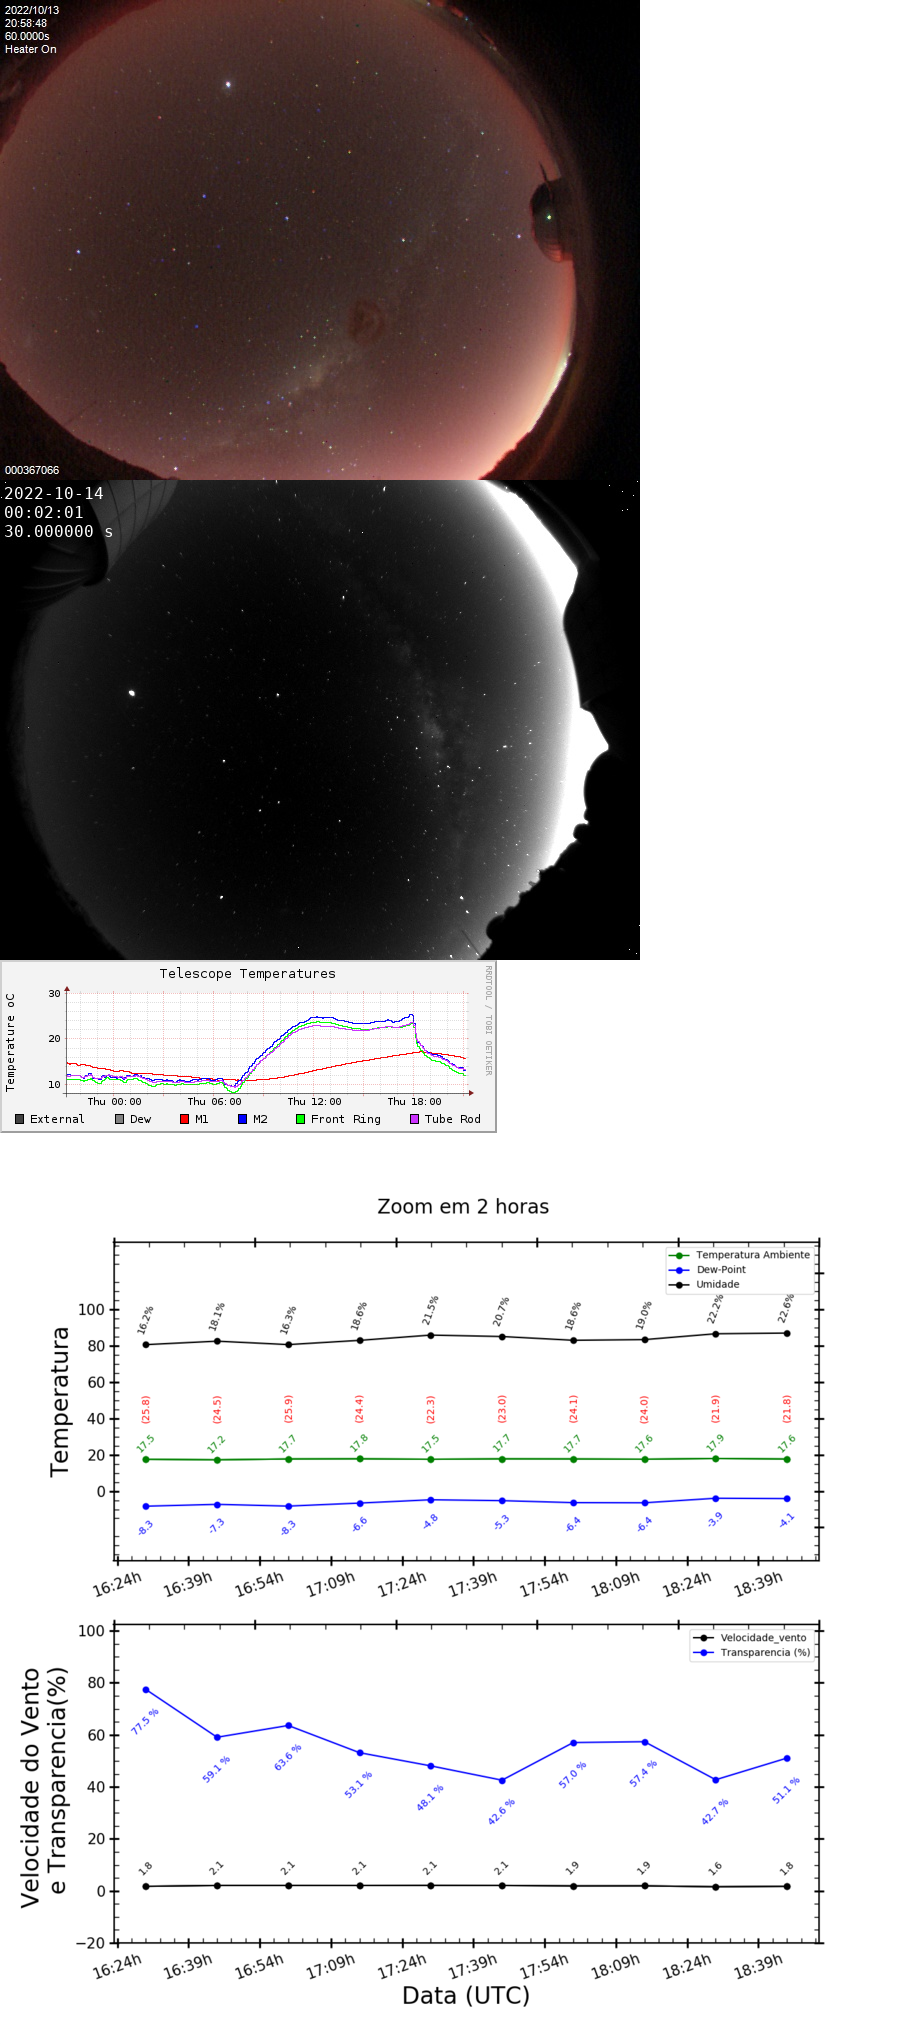 2022/10/13
20:58:48
60.0000s
Heater On
000367066
2022-10-14
00:02:01
30.000000 s
Telescope Temperatures
Temperature oC
30
20
10
Thu 00:00 Thu 06:00 Thu 12:00 Thu 18:00
External Dew M1 M2 Front Ring Tube Rod
RRDTOOL / TOBI OETIKER
Zoom em 2 horas
Temperatura Ambiente
Dew-Point
Umidade
Temperatura
100
80
60
40
20
0
16.2% 18.1% 16.3% 18.6% 21.5% 20.7% 18.6% 19.0% 22.2% 22.6%
(25.8) (24.5) (25.9) (24.4) (22.3) (23.0) (24.1) (24.0) (21.9) (21.8)
17.5 17.2 17.7 17.8 17.5 17.7 17.7 17.6 17.9 17.6
-8.3 -7.3 -8.3 -6.6 -4.8 -5.3 -6.4 -6.4 -3.9 -4.1
16:24h 16:39h 16:54h 17:09h 17:24h 17:39h 17:54h 18:09h 18:24h 18:39h
Velocidade_vento
Transparencia (%)
Velocidade do Vento
e Transparencia(%)
100
80
60
40
20
0
−20
77.5 % 59.1 % 63.6 % 53.1 % 48.1 % 42.6 % 57.0 % 57.4 % 42.7 % 51.1 %
1.8 2.1 2.1 2.1 2.1 2.1 1.9 1.9 1.6 1.8
16:24h 16:39h 16:54h 17:09h 17:24h 17:39h 17:54h 18:09h 18:24h 18:39h
Data (UTC)